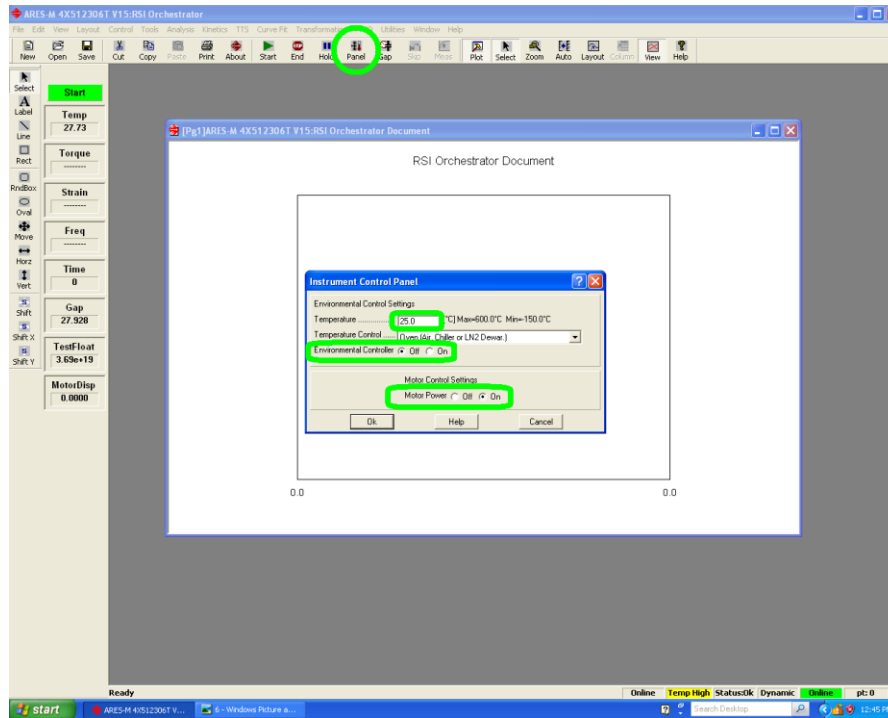 ARES-M 4X512306T V15:RSI Orchestrator
File Edit View Layout Control Tools Analysis Kinetics TTS Curve Fit Transformation Utilities Window Help
New Open Save Cut Copy Paste Print About Start End Hold Panel Gap Skip Meas Plot Select Zoom Auto Layout Column View Help
Select
Label
Line
Rect
RndBox
Oval
Move
Horz
Vert
Shift
Shift X
Shift Y
Start
Temp
27.73
Torque
--------
Strain
--------
Freq
--------
Time
0
Gap
27.928
TestFloat
3.69e+19
MotorDisp
0.0000
[Pg1]ARES-M 4X512306T V15:RSI Orchestrator Document
RSI Orchestrator Document
Instrument Control Panel
Environmental Control Settings
Temperature 25.0 [°C] Max=600.0°C Min=-150.0°C
Temperature Control Oven (Air, Chiller or LN2 Dewar.)
Environmental Controller Off On
Motor Control Settings
Motor Power Off On
Ok Help Cancel
0.0 0.0
Ready Online Temp High Status:Ok Dynamic Online pt: 0
start ARES-M 4X512306T V... 6 - Windows Picture a... Search Desktop 12:45 P